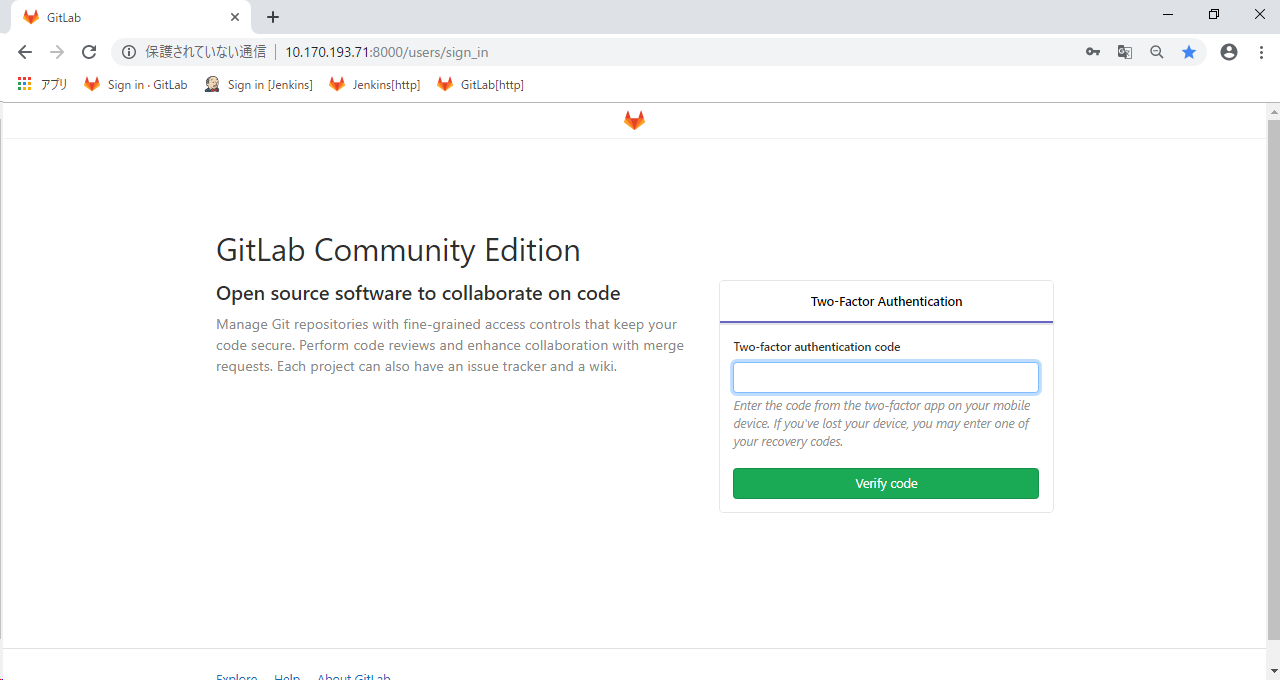 GitLab
保護されていない通信 10.170.193.71:8000/users/sign_in
アプリ Sign in · GitLab Sign in [Jenkins] Jenkins[http] GitLab[http]
GitLab Community Edition
Open source software to collaborate on code
Manage Git repositories with fine-grained access controls that keep your
code secure. Perform code reviews and enhance collaboration with merge
requests. Each project can also have an issue tracker and a wiki.
Two-Factor Authentication
Two-factor authentication code
Enter the code from the two-factor app on your mobile
device. If you've lost your device, you may enter one of
your recovery codes.
Verify code
Explore Help About GitLab